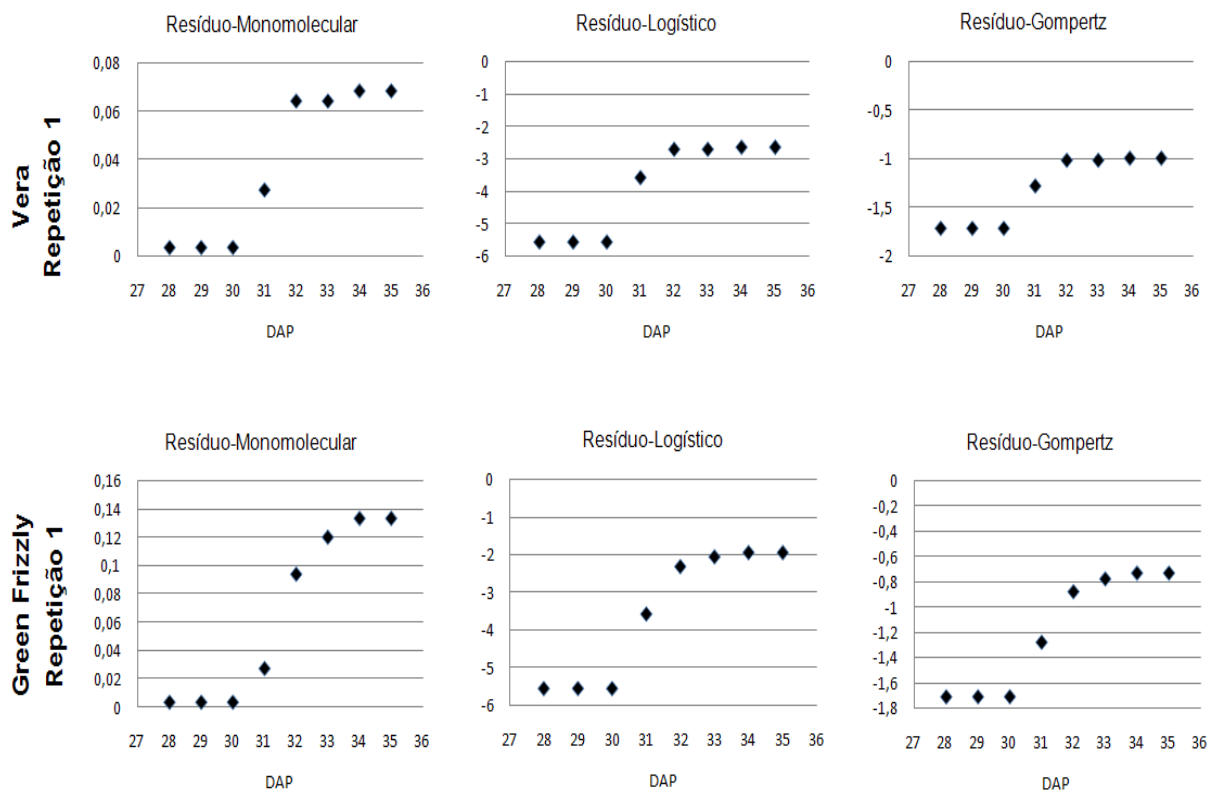 Resíduo-Monomolecular
Resíduo-Logístico
Resíduo-Gompertz
Vera
Repetição 1
0,08
0,06
0,04
0,02
0
27 28 29 30 31 32 33 34 35 36
DAP
0
-1
-2
-3
-4
-5
-6
27 28 29 30 31 32 33 34 35 36
DAP
0
-0,5
-1
-1,5
-2
27 28 29 30 31 32 33 34 35 36
DAP
Resíduo-Monomolecular
Resíduo-Logístico
Resíduo-Gompertz
Green Frizzly
Repetição 1
0,16
0,14
0,12
0,1
0,08
0,06
0,04
0,02
0
27 28 29 30 31 32 33 34 35 36
DAP
0
-1
-2
-3
-4
-5
-6
27 28 29 30 31 32 33 34 35 36
DAP
0
-0,2
-0,4
-0,6
-0,8
-1
-1,2
-1,4
-1,6
-1,8
27 28 29 30 31 32 33 34 35 36
DAP